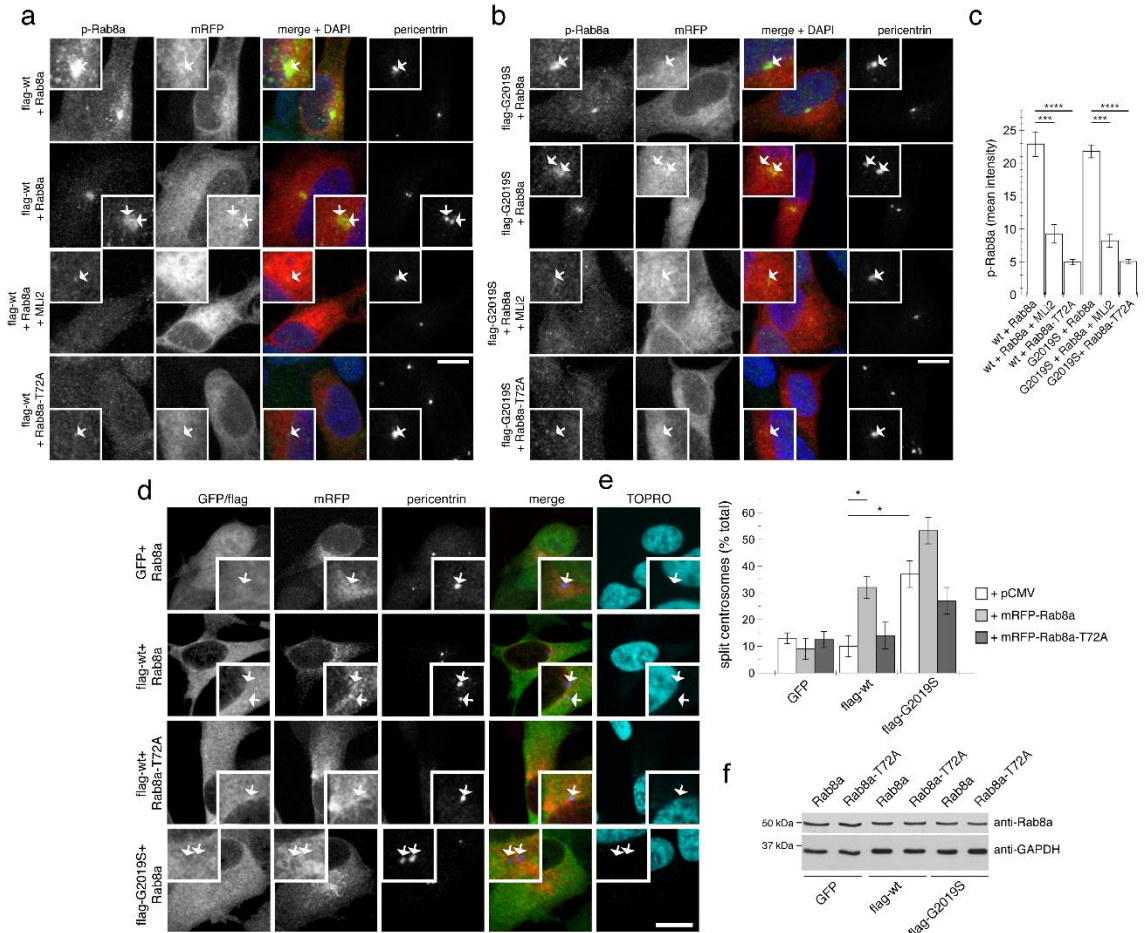 a
p-Rab8a mRFP merge + DAPI pericentrin
flag-wt
+ Rab8a
flag-wt
+ Rab8a
flag-wt
+ Rab8a
+ MLi2
flag-wt
+ Rab8a-T72A
b
p-Rab8a mRFP merge + DAPI pericentrin
flag-G2019S
+ Rab8a
flag-G2019S
+ Rab8a
flag-G2019S
+ Rab8a
+ MLi2
flag-G2019S
+ Rab8a-T72A
c
p-Rab8a (mean intensity)
25
20
15
10
5
0
**** ****
*** ***
wt + Rab8a
wt + Rab8a + MLi2
wt + Rab8a-T72A
G2019S + Rab8a
G2019S + Rab8a + MLi2
G2019S+ Rab8a-T72A
d
GFP/flag mRFP pericentrin merge TOPRO
GFP+
Rab8a
flag-wt+
Rab8a
flag-wt+
Rab8a-T72A
flag-G2019S+
Rab8a
e
split centrosomes (% total)
60
50
40
30
20
10
0
*
*
+ pCMV
+ mRFP-Rab8a
+ mRFP-Rab8a-T72A
GFP
flag-wt
flag-G2019S
f
Rab8a
Rab8a-T72A
Rab8a
Rab8a-T72A
Rab8a
Rab8a-T72A
50 kDa
37 kDa
anti-Rab8a
anti-GAPDH
GFP
flag-wt
flag-G2019S